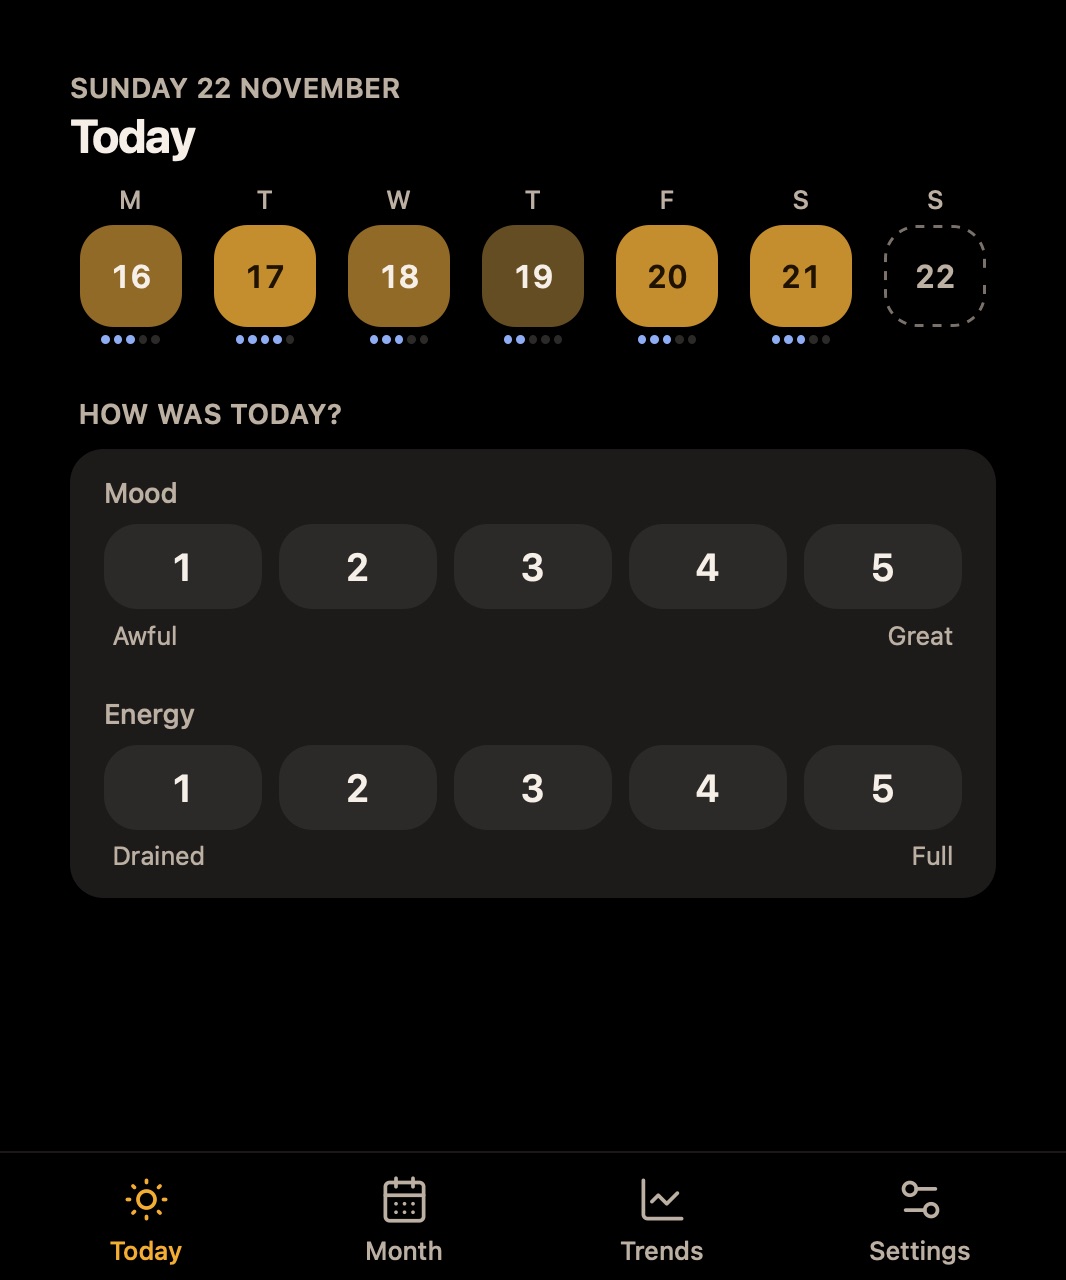 SUNDAY 22 NOVEMBER
Today
M T W T F S S
16 17 18 19 20 21 22
HOW WAS TODAY?
Mood
1 2 3 4 5
Awful Great
Energy
1 2 3 4 5
Drained Full
Today Month Trends Settings